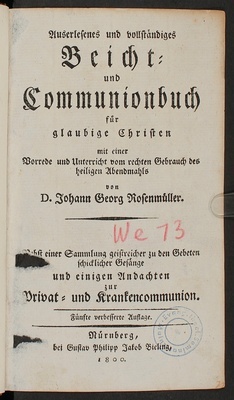 Auserlesenes und vollständiges
Beicht-
und
Communionbuch
für
glaubige Christen
mit einer
Vorrede und Unterricht vom rechten Gebrauch des
heiligen Abendmahls
von
D. Johann Georg Rosenmüller.
We 73
Nebst einer Sammlung geistreicher zu den Gebeten
schicklicher Gesänge
und einigen Andachten
zur
Privat- und Krankencommunion.
Fünfte verbesserte Auflage.
Nürnberg,
bei Gustav Philipp Jakob Bieling,
1800.